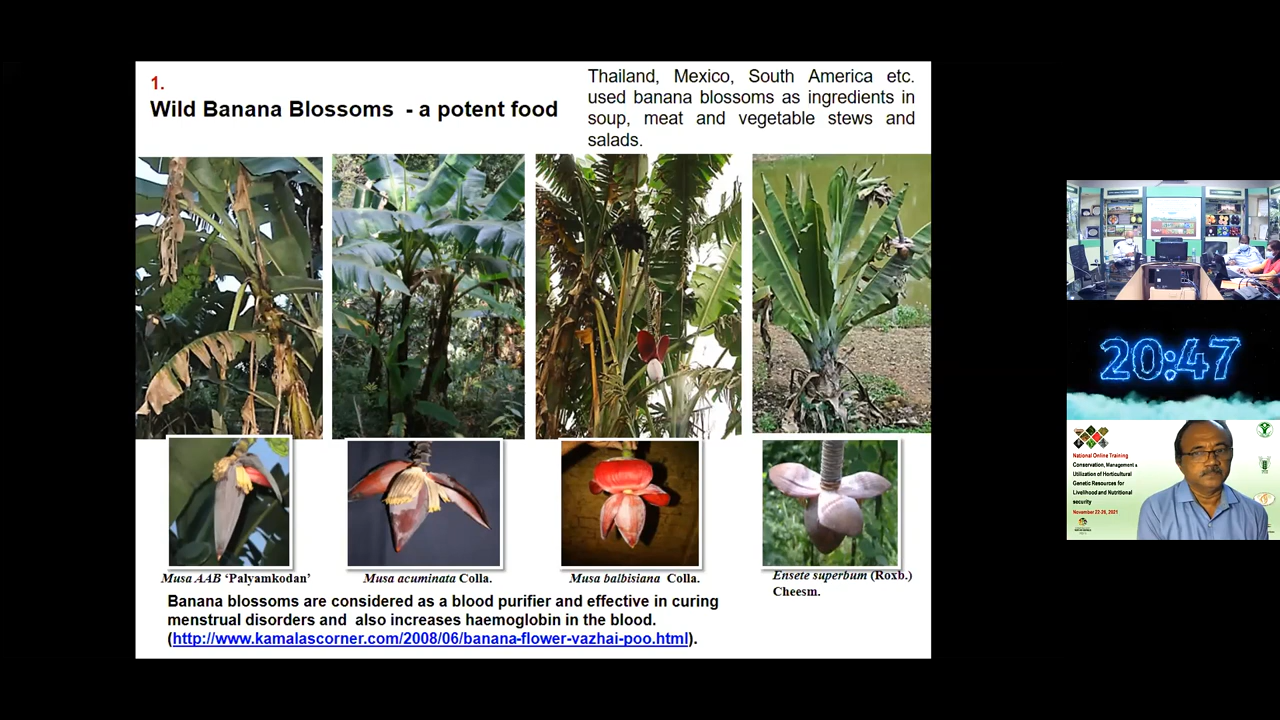 1.
Wild Banana Blossoms - a potent food
Thailand, Mexico, South America etc.
used banana blossoms as ingredients in
soup, meat and vegetable stews and
salads.
Musa AAB ‘Palyamkodan’
Musa acuminata Colla.
Musa balbisiana Colla.
Ensete superbum (Roxb.)
Cheesm.
Banana blossoms are considered as a blood purifier and effective in curing
menstrual disorders and also increases haemoglobin in the blood.
(http://www.kamalascorner.com/2008/06/banana-flower-vazhai-poo.html).
20:47
National Online Training
Conservation, Management &
Utilization of Horticultural
Genetic Resources for
Livelihood and Nutritional
security
November 22-26, 2021